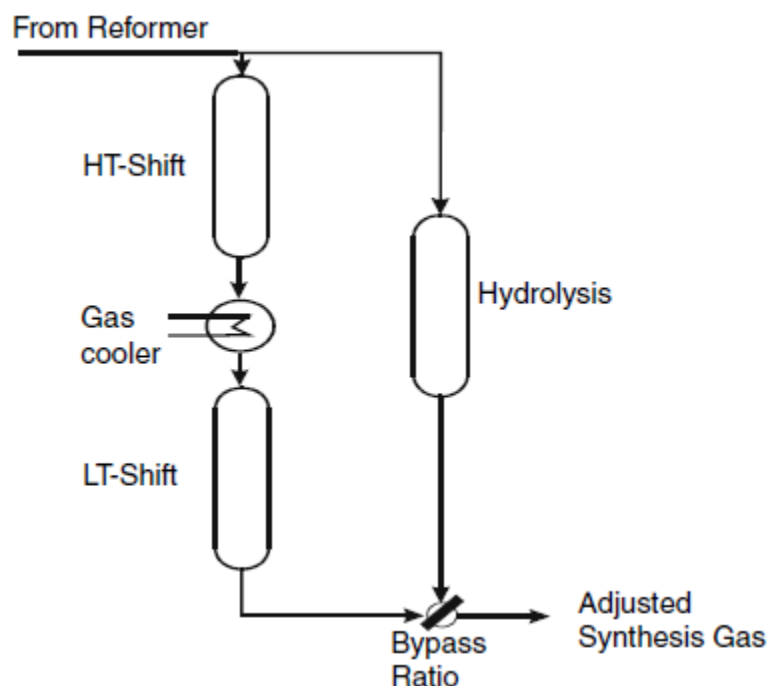 From Reformer
HT-Shift
Hydrolysis
Gas
cooler
LT-Shift
Adjusted
Synthesis Gas
Bypass
Ratio